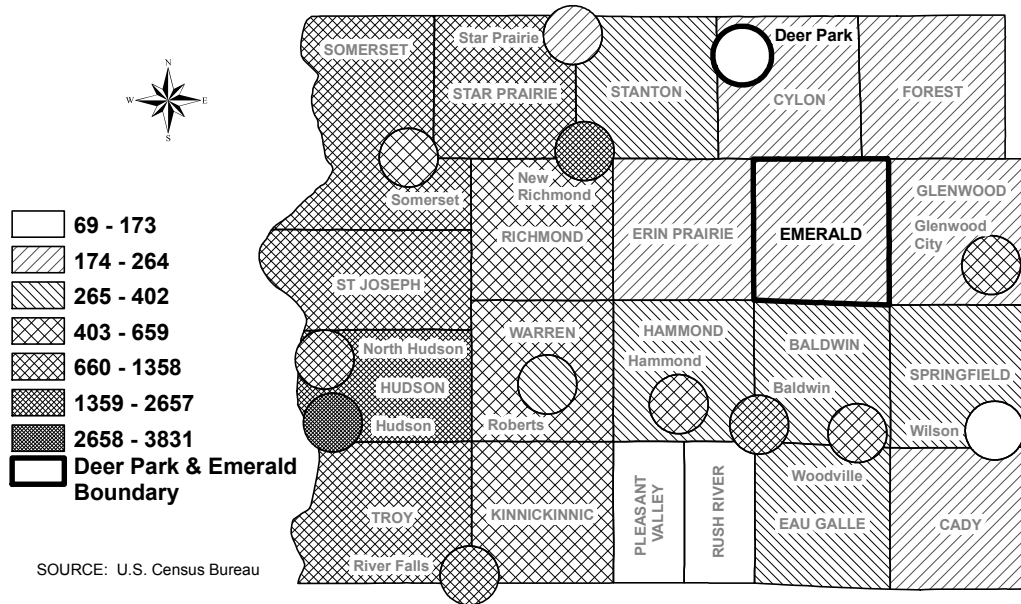 Deer Park
Star Prairie
SOMERSET
STAR PRAIRIE
STANTON
CYLON
FOREST
N
W
E
S
New
Richmond
Somerset
RICHMOND
ERIN PRAIRIE
EMERALD
GLENWOOD
Glenwood
City
ST JOSEPH
69 - 173
174 - 264
265 - 402
403 - 659
660 - 1358
1359 - 2657
2658 - 3831
Deer Park & Emerald
Boundary
North Hudson
HUDSON
Hudson
WARREN
Roberts
HAMMOND
Hammond
BALDWIN
Baldwin
SPRINGFIELD
Wilson
Woodville
TROY
River Falls
KINNICKINNIC
PLEASANT
VALLEY
RUSH RIVER
EAU GALLE
CADY
SOURCE: U.S. Census Bureau